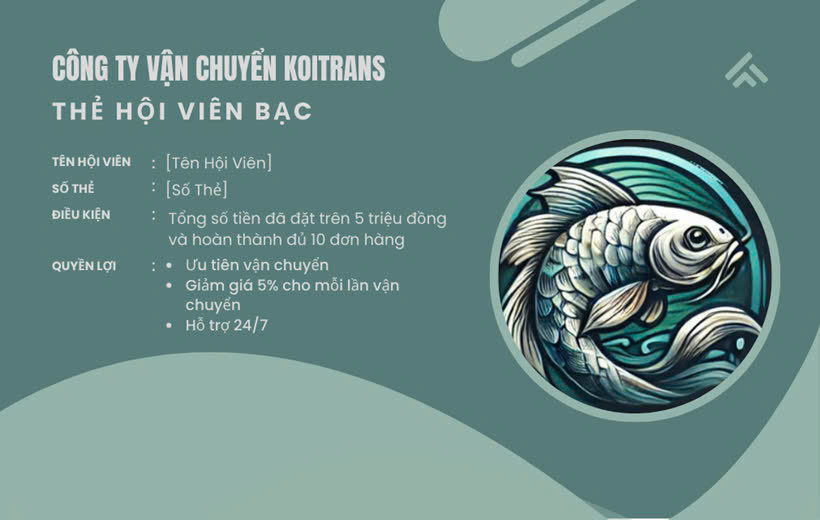 CÔNG TY VẬN CHUYỂN KOITRANS
THẺ HỘI VIÊN BẠC
TÊN HỘI VIÊN : [Tên Hội Viên]
SỐ THẺ : [Số Thẻ]
ĐIỀU KIỆN : Tổng số tiền đã đặt trên 5 triệu đồng
và hoàn thành đủ 10 đơn hàng
QUYỀN LỢI : • Ưu tiên vận chuyển
• Giảm giá 5% cho mỗi lần vận
chuyển
• Hỗ trợ 24/7